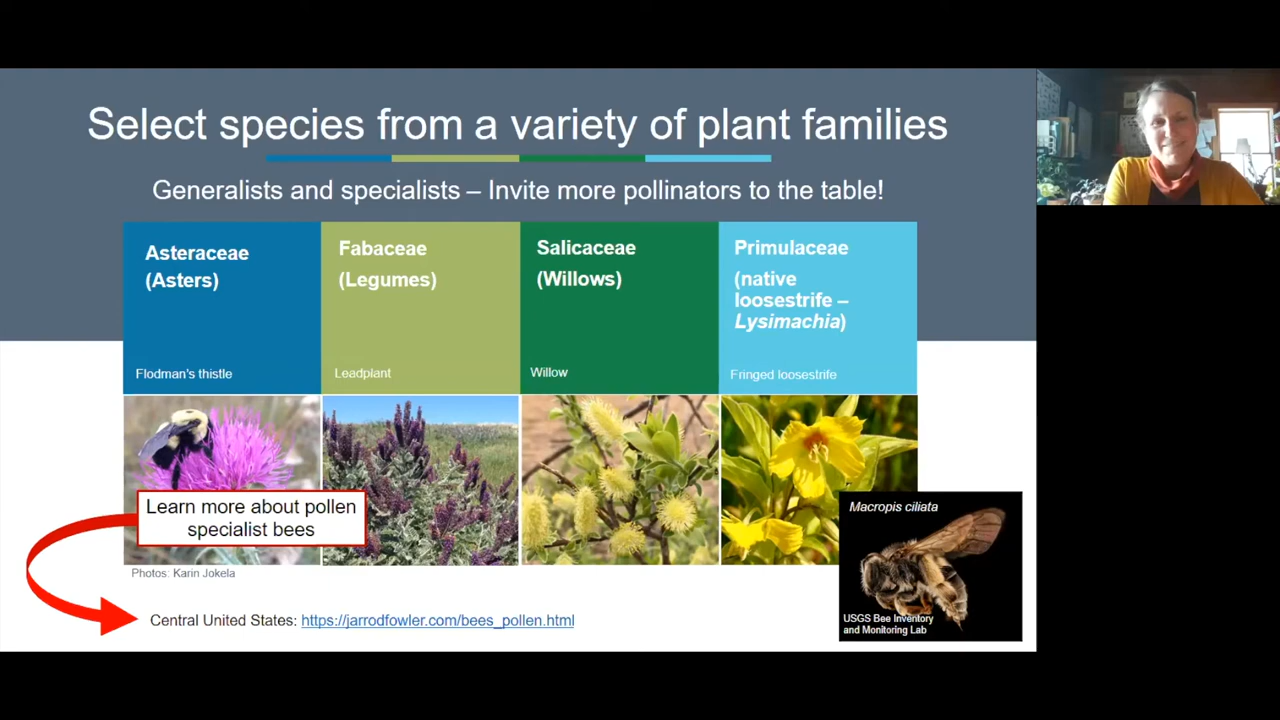 Select species from a variety of plant families
Generalists and specialists – Invite more pollinators to the table!
Asteraceae
(Asters)
Flodman's thistle
Fabaceae
(Legumes)
Leadplant
Salicaceae
(Willows)
Willow
Primulaceae
(native
loosestrife –
Lysimachia)
Fringed loosestrife
Learn more about pollen
specialist bees
Photos: Karin Jokela
Macropis ciliata
USGS Bee Inventory
and Monitoring Lab
Central United States: https://jarrodfowler.com/bees_pollen.html